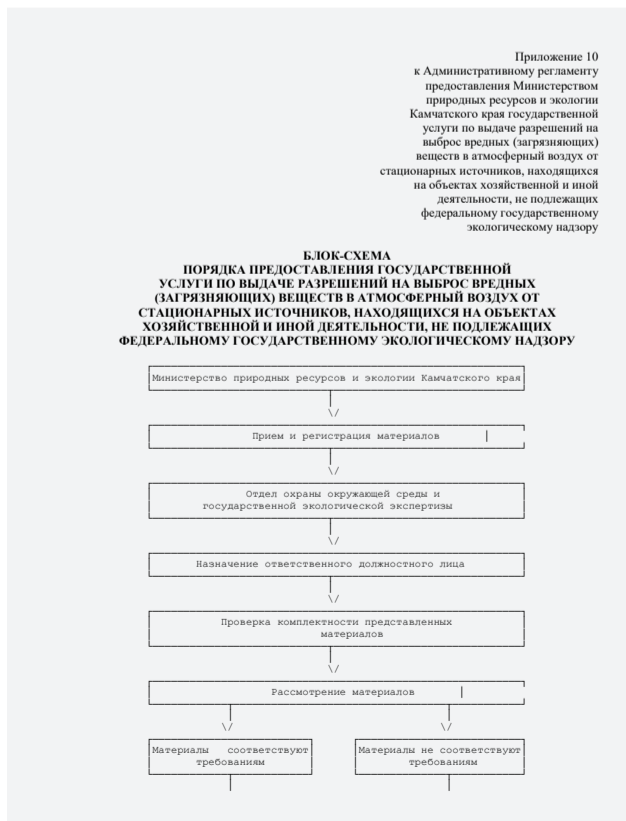 Приложение 10
к Административному регламенту
предоставления Министерством
природных ресурсов и экологии
Камчатского края государственной
услуги по выдаче разрешений на
выброс вредных (загрязняющих)
веществ в атмосферный воздух от
стационарных источников, находящихся
на объектах хозяйственной и иной
деятельности, не подлежащих
федеральному государственному
экологическому надзору
БЛОК-СХЕМА
ПОРЯДКА ПРЕДОСТАВЛЕНИЯ ГОСУДАРСТВЕННОЙ
УСЛУГИ ПО ВЫДАЧЕ РАЗРЕШЕНИЙ НА ВЫБРОС ВРЕДНЫХ
(ЗАГРЯЗНЯЮЩИХ) ВЕЩЕСТВ В АТМОСФЕРНЫЙ ВОЗДУХ ОТ
СТАЦИОНАРНЫХ ИСТОЧНИКОВ, НАХОДЯЩИХСЯ НА ОБЪЕКТАХ
ХОЗЯЙСТВЕННОЙ И ИНОЙ ДЕЯТЕЛЬНОСТИ, НЕ ПОДЛЕЖАЩИХ
ФЕДЕРАЛЬНОМУ ГОСУДАРСТВЕННОМУ ЭКОЛОГИЧЕСКОМУ НАДЗОРУ
Министерство природных ресурсов и экологии Камчатского края
\/
Прием и регистрация материалов
\/
Отдел охраны окружающей среды и
государственной экологической экспертизы
\/
Назначение ответственного должностного лица
\/
Проверка комплектности представленных
материалов
\/
Рассмотрение материалов
\/ \/
Материалы соответствуют
требованиям
Материалы не соответствуют
требованиям